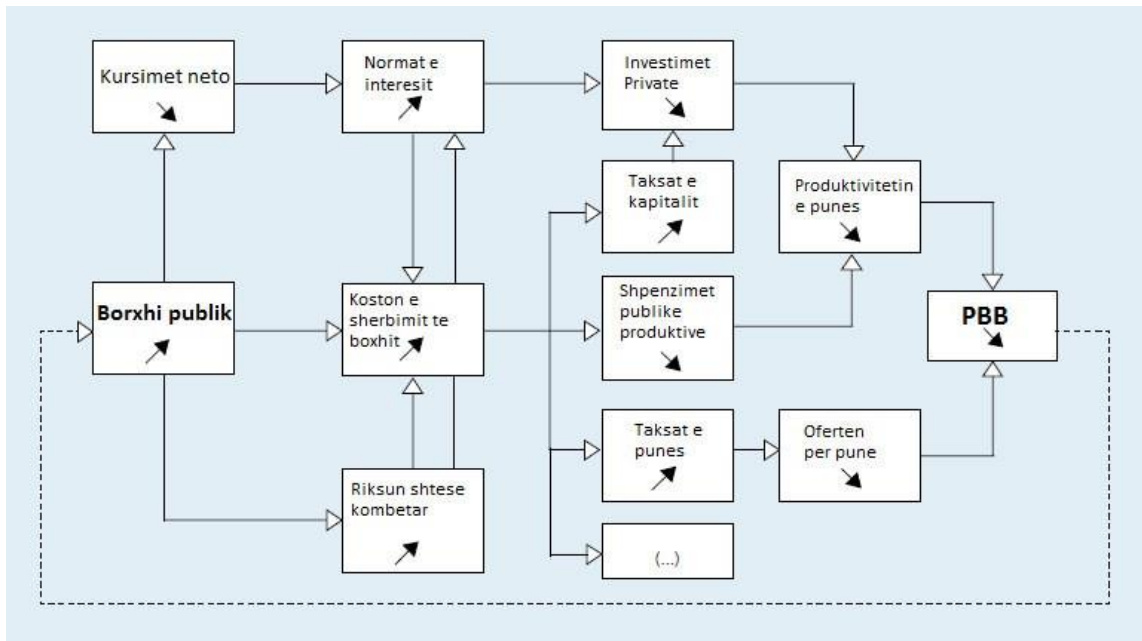 Kursimet neto
Normat e
interesit
Investimet
Private
Taksat e
kapitalit
Produktivitetin
e punes
Borxhi publik
Koston e
sherbimit te
boxhit
Shpenzimet
publike
produktive
PBB
Taksat e
punes
Oferten
per pune
Riksun shtese
kombetar
(...)